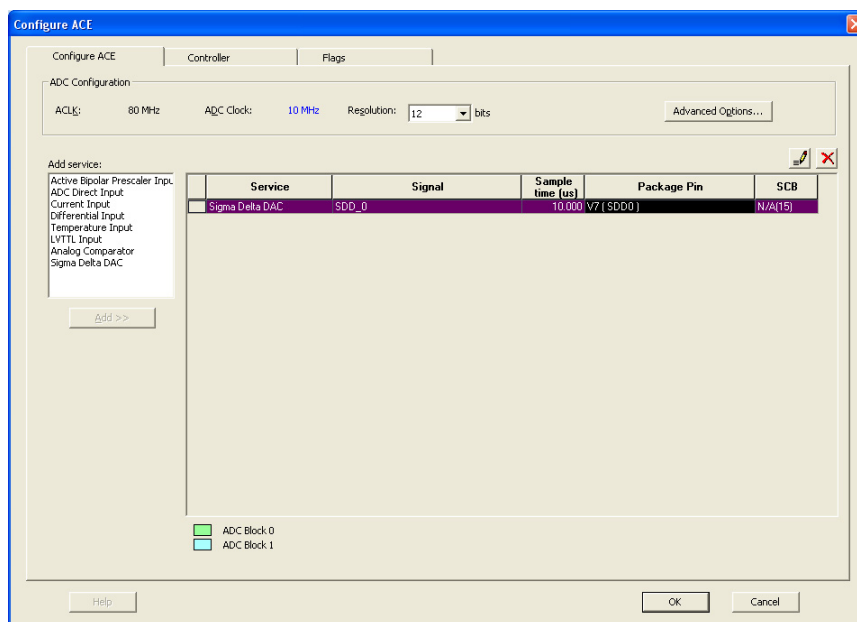 Configure ACE
Configure ACE Controller Flags
ADC Configuration
ACLK: 80 MHz ADC Clock: 10 MHz Resolution: 12 bits Advanced Options...
Add service:
Active Bipolar Prescaler Inpu
ADC Direct Input
Current Input
Differential Input
Temperature Input
LVTTL Input
Analog Comparator
Sigma Delta DAC
Add >>
Service Signal Sample time (us) Package Pin SCB
Sigma Delta DAC SDD_0 10.000 V7 ( SDD0 ) N/A(15)
ADC Block 0
ADC Block 1
Help OK Cancel